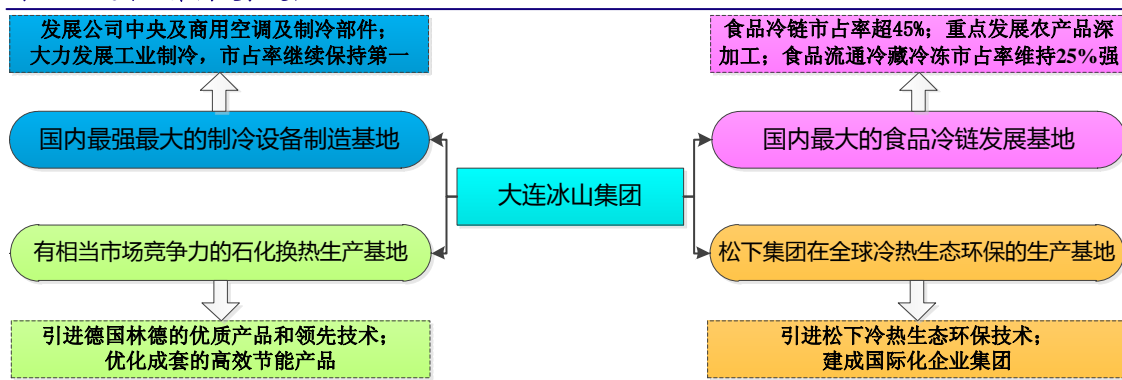 发展公司中央及商用空调及制冷部件；
大力发展工业制冷，市占率继续保持第一
食品冷链市占率超45%；重点发展农产品深
加工；食品流通冷藏冷冻市占率维持25%强
国内最强最大的制冷设备制造基地
国内最大的食品冷链发展基地
大连冰山集团
有相当市场竞争力的石化换热生产基地
松下集团在全球冷热生态环保的生产基地
引进德国林德的优质产品和领先技术；
优化成套的高效节能产品
引进松下冷热生态环保技术；
建成国际化企业集团